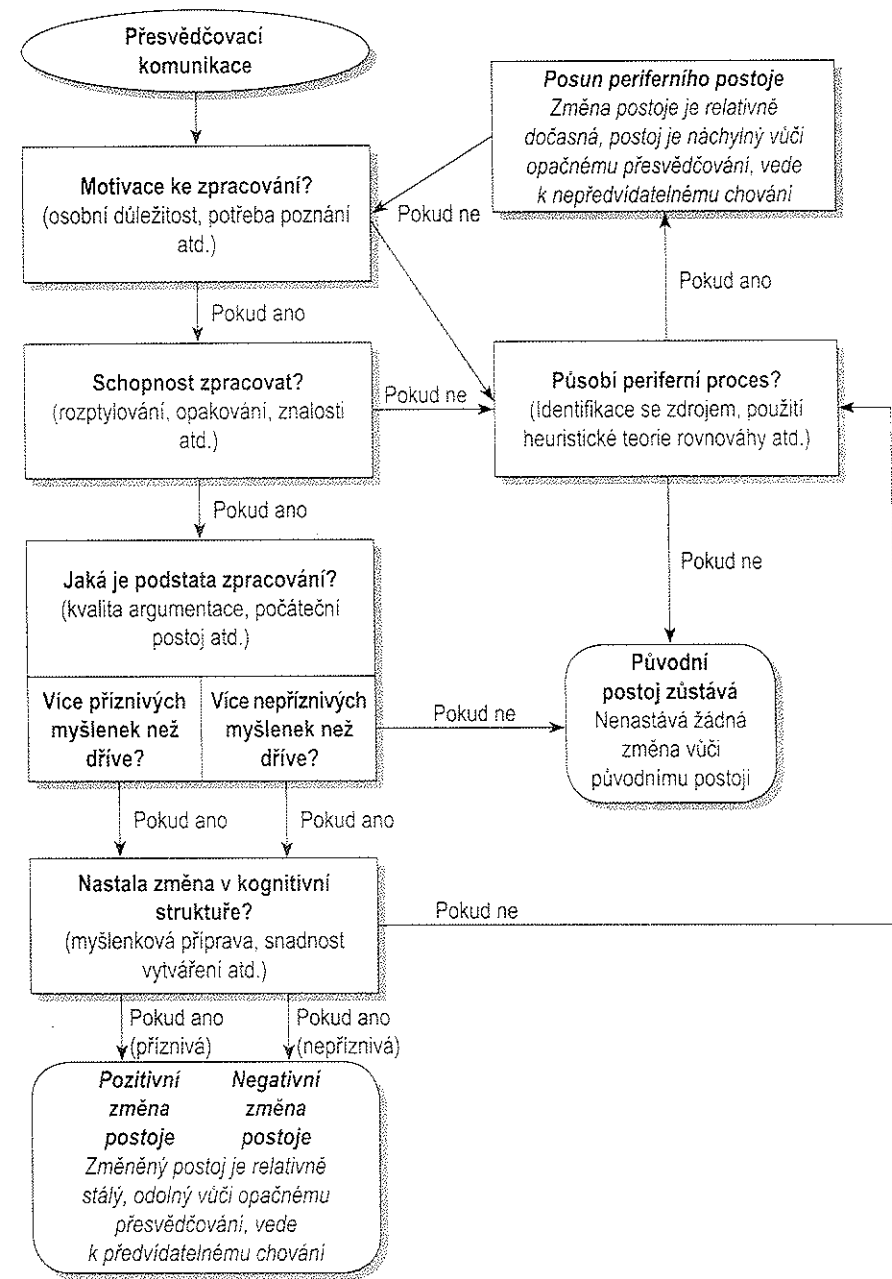 Přesvědčovací
komunikace
Posun periferního postoje
Změna postoje je relativně
dočasná, postoj je náchylný vůči
opačnému přesvědčování, vede
k nepředvídatelnému chování
Motivace ke zpracování?
(osobní důležitost, potřeba poznání
atd.)
Pokud ne
Pokud ano
Pokud ano
Schopnost zpracovat?
(rozptylování, opakování, znalosti
atd.)
Pokud ne
Působí periferní proces?
(Identifikace se zdrojem, použití
heuristické teorie rovnováhy atd.)
Pokud ano
Pokud ne
Jaká je podstata zpracování?
(kvalita argumentace, počáteční
postoj atd.)
Více příznivých
myšlenek než
dříve?
Více nepříznivých
myšlenek než
dříve?
Pokud ne
Původní
postoj zůstává
Nenastává žádná
změna vůči
původnímu postoji
Pokud ano
Pokud ano
Nastala změna v kognitivní
struktuře?
(myšlenková příprava, snadnost
vytváření atd.)
Pokud ne
Pokud ano
(příznivá)
Pokud ano
(nepříznivá)
Pozitivní
změna
postoje
Negativní
změna
postoje
Změněný postoj je relativně
stálý, odolný vůči opačnému
přesvědčování, vede
k předvídatelnému chování